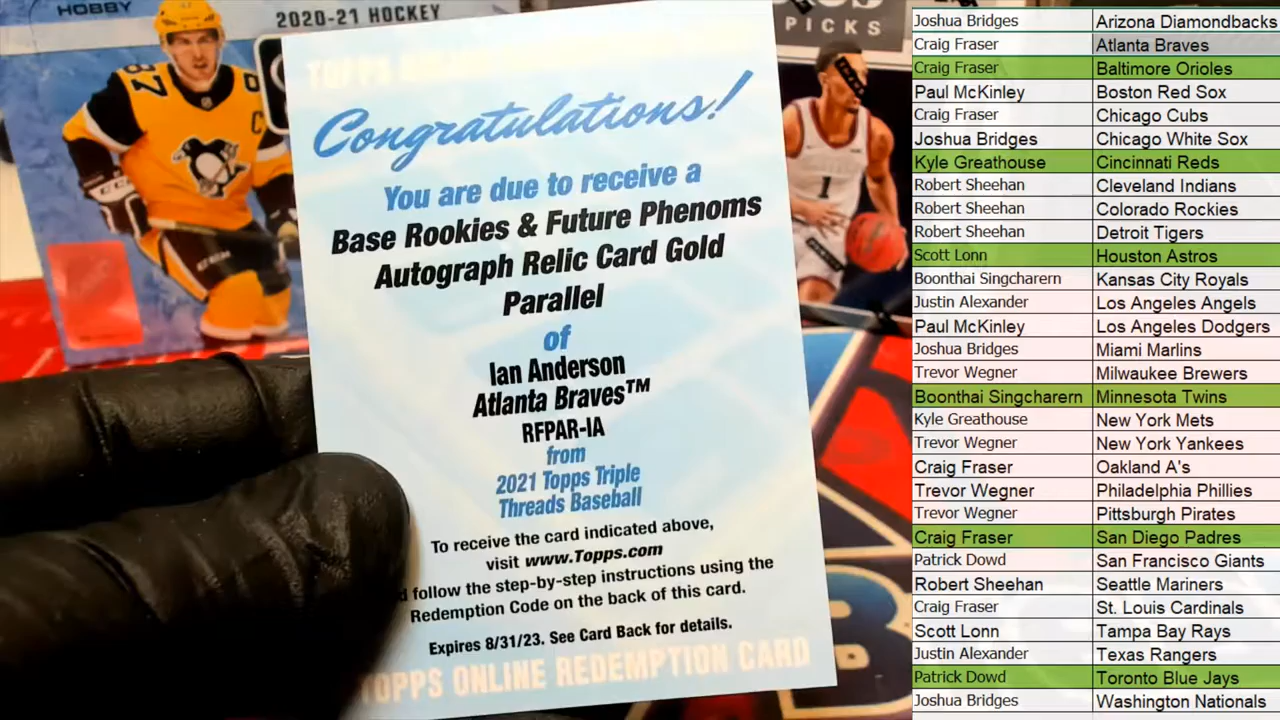 HOBBY
2020-21 HOCKEY
PICKS
87
C
1
TOPPS
Congratulations!
You are due to receive a
Base Rookies & Future Phenoms
Autograph Relic Card Gold
Parallel
of
Ian Anderson
Atlanta Braves™
RFPAR-IA
from
2021 Topps Triple
Threads Baseball
To receive the card indicated above,
visit www.Topps.com
follow the step-by-step instructions using the
Redemption Code on the back of this card.
Expires 8/31/23. See Card Back for details.
TOPPS ONLINE REDEMPTION CARD
Joshua Bridges Arizona Diamondbacks
Craig Fraser Atlanta Braves
Craig Fraser Baltimore Orioles
Paul McKinley Boston Red Sox
Craig Fraser Chicago Cubs
Joshua Bridges Chicago White Sox
Kyle Greathouse Cincinnati Reds
Robert Sheehan Cleveland Indians
Robert Sheehan Colorado Rockies
Robert Sheehan Detroit Tigers
Scott Lonn Houston Astros
Boonthai Singcharern Kansas City Royals
Justin Alexander Los Angeles Angels
Paul McKinley Los Angeles Dodgers
Joshua Bridges Miami Marlins
Trevor Wegner Milwaukee Brewers
Boonthai Singcharern Minnesota Twins
Kyle Greathouse New York Mets
Trevor Wegner New York Yankees
Craig Fraser Oakland A's
Trevor Wegner Philadelphia Phillies
Trevor Wegner Pittsburgh Pirates
Craig Fraser San Diego Padres
Patrick Dowd San Francisco Giants
Robert Sheehan Seattle Mariners
Craig Fraser St. Louis Cardinals
Scott Lonn Tampa Bay Rays
Justin Alexander Texas Rangers
Patrick Dowd Toronto Blue Jays
Joshua Bridges Washington Nationals